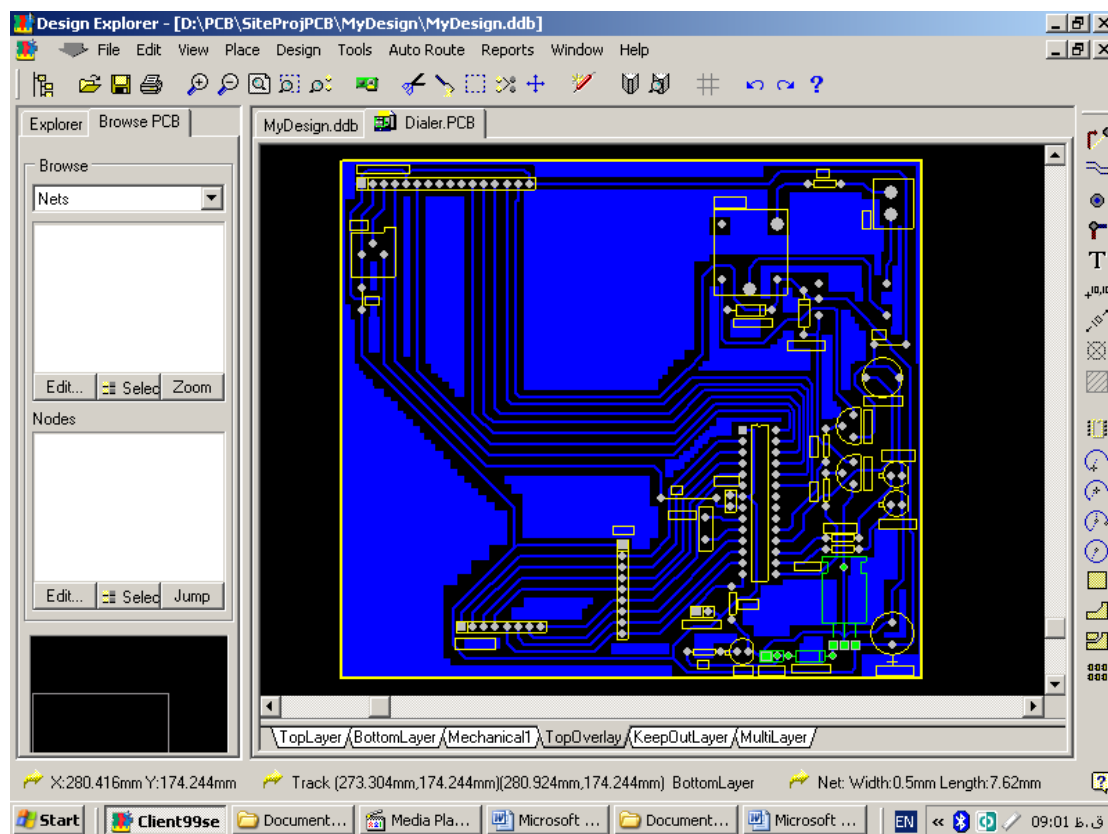 Design Explorer - [D:\PCB\SiteProjPCB\MyDesign\MyDesign.ddb]
File Edit View Place Design Tools Auto Route Reports Window Help
Explorer Browse PCB
MyDesign.ddb Dialer.PCB
Browse
Nets
Edit... Selec Zoom
Nodes
Edit... Selec Jump
T
+10,10
10
TopLayer BottomLayer Mechanical1 TopOverlay KeepOutLayer MultiLayer
X:280.416mm Y:174.244mm Track (273.304mm,174.244mm)(280.924mm,174.244mm) BottomLayer Net: Width:0.5mm Length:7.62mm
Start Client99se Document... Media Pla... Microsoft ... Document... Microsoft ... EN « 09:01 ق.ظ